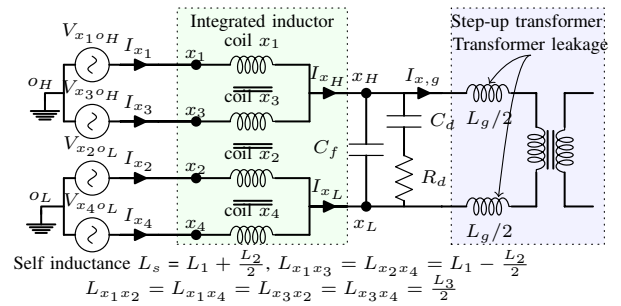 Integrated inductor
Step-up transformer
Transformer leakage
V_{x_1 o_H}
I_{x_1}
x_1
coil x_1
o_H
V_{x_3 o_H}
I_{x_3}
x_3
coil x_3
I_{x_H}
x_H
I_{x,g}
C_d
L_g/2
C_f
R_d
V_{x_2 o_L}
I_{x_2}
x_2
coil x_2
o_L
V_{x_4 o_L}
I_{x_4}
x_4
coil x_4
I_{x_L}
x_L
L_g/2
Self inductance L_s = L_1 + \frac{L_2}{2}, L_{x_1 x_3} = L_{x_2 x_4} = L_1 − \frac{L_2}{2}
L_{x_1 x_2} = L_{x_1 x_4} = L_{x_3 x_2} = L_{x_3 x_4} = \frac{L_3}{2}